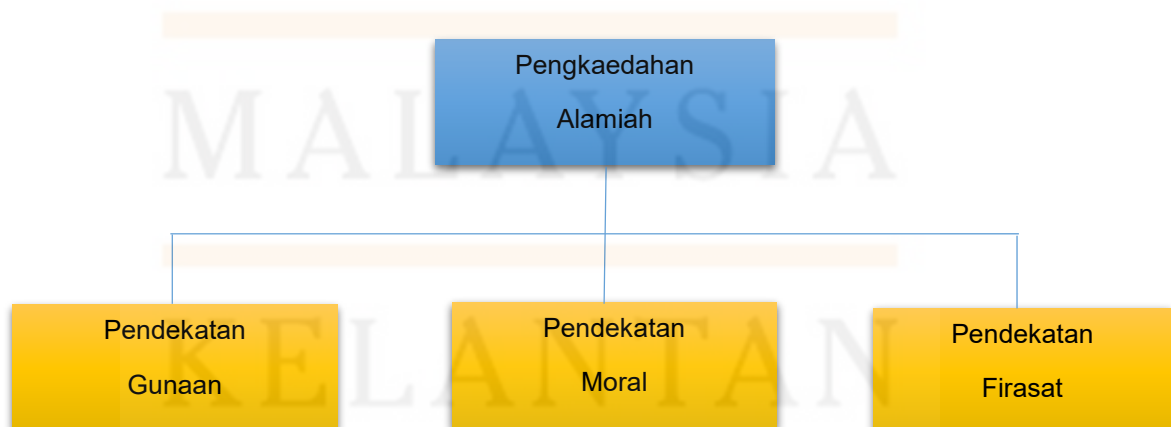 Pengkaedahan
Alamiah
MALAYSIA
Pendekatan
Gunaan
Pendekatan
Moral
Pendekatan
Firasat
KELANTAN